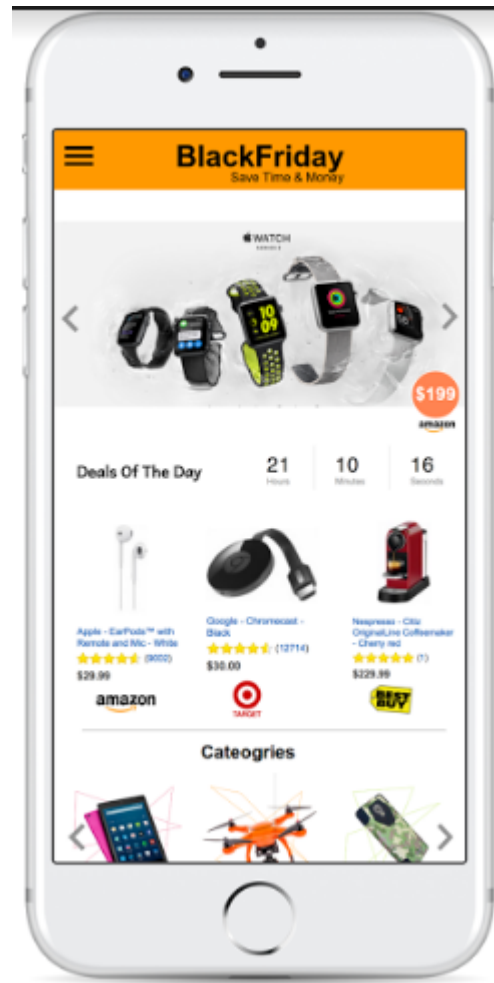 BlackFriday
Save Time & Money
WATCH
$199
amazon
Deals Of The Day
21
Hours
10
Minutes
16
Seconds
Apple - EarPods™ with
Remote and Mic - White
(9002)
$29.99
amazon
Google - Chromecast -
Black
(12714)
$30.00
TARGET
Nespresso - Citiz
OriginalLine Coffeemaker
- Cherry red
$229.99
BEST
BUY
Cateogries